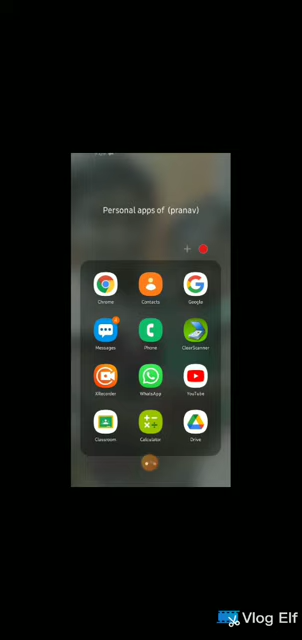 Personal apps of (pranav)
Chrome
Contacts
Google
Messages
Phone
ClearScanner
XRecorder
WhatsApp
YouTube
Classroom
Calculator
Drive
Vlog Elf